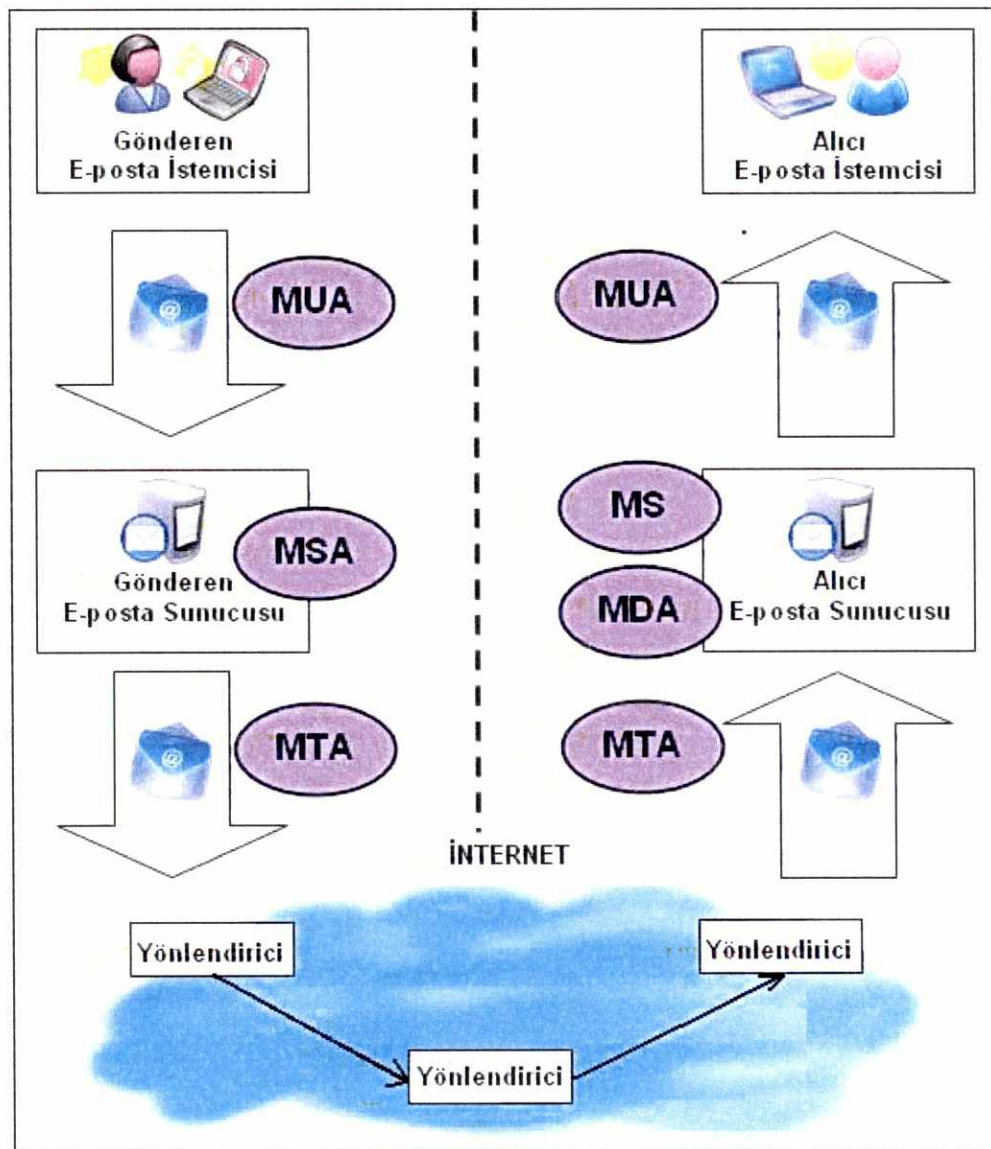 Gönderen
E-posta İstemcisi
Alıcı
E-posta İstemcisi
MUA
MUA
@
@
MSA
Gönderen
E-posta Sunucusu
MS
MDA
Alıcı
E-posta Sunucusu
MTA
MTA
@
@
İNTERNET
Yönlendirici
Yönlendirici
Yönlendirici